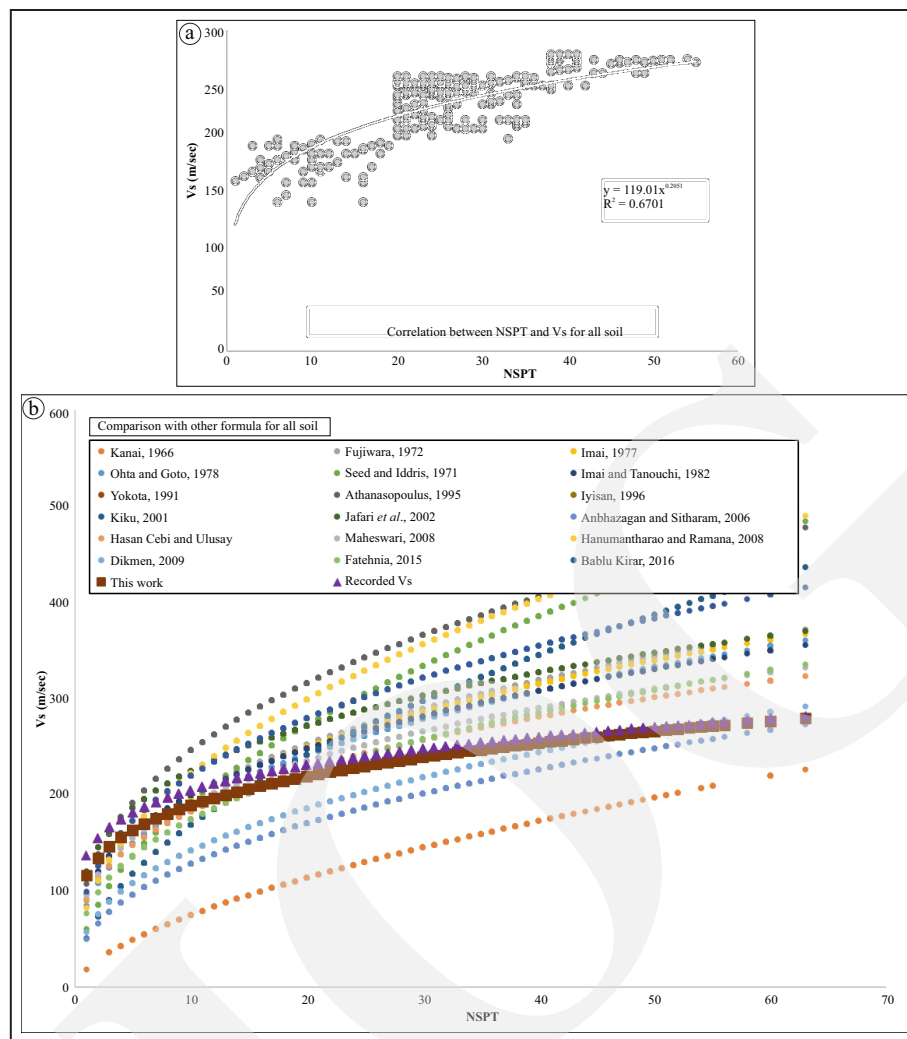 a
300
250
200
150
100
50
0
Vs (m/sec)
y = 119.01x^0.2051
R² = 0.6701
Correlation between NSPT and Vs for all soil
0 10 20 30 40 50 60
NSPT
b
600
500
400
300
200
100
0
Vs (m/sec)
Comparison with other formula for all soil
Kanai, 1966 Fujiwara, 1972 Imai, 1977
Ohta and Goto, 1978 Seed and Iddris, 1971 Imai and Tanouchi, 1982
Yokota, 1991 Athanasopoulus, 1995 Iyisan, 1996
Kiku, 2001 Jafari et al., 2002 Anbhazagan and Sitharam, 2006
Hasan Cebi and Ulusay Maheswari, 2008 Hanumantharao and Ramana, 2008
Dikmen, 2009 Fatehnia, 2015 Bablu Kirar, 2016
This work Recorded Vs
0 10 20 30 40 50 60 70
NSPT